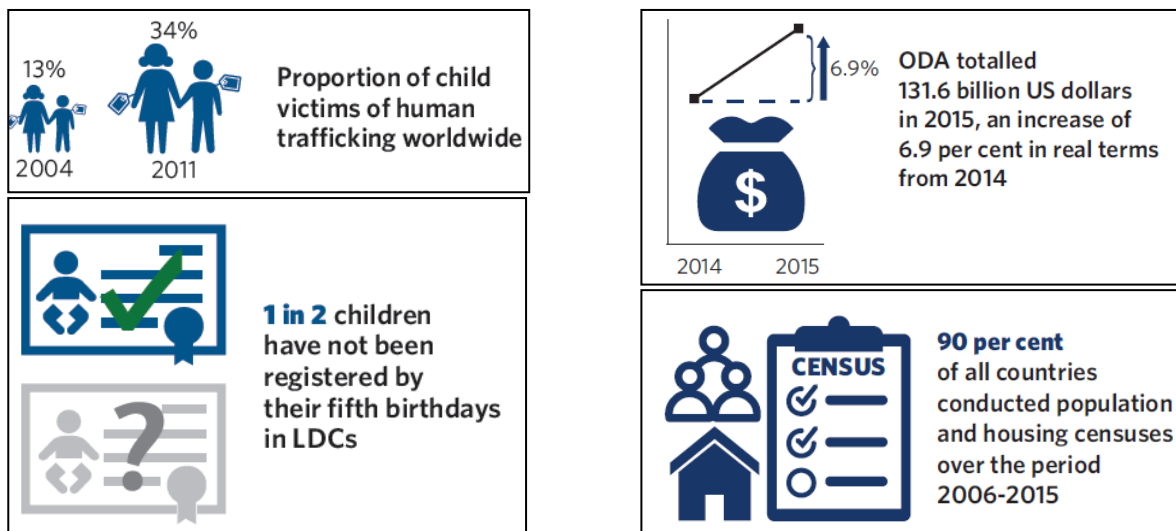 13%
34%
2004
2011
Proportion of child
victims of human
trafficking worldwide
1 in 2 children
have not been
registered by
their fifth birthdays
in LDCs
?
6.9%
$
2014
2015
ODA totalled
131.6 billion US dollars
in 2015, an increase of
6.9 per cent in real terms
from 2014
CENSUS
90 per cent
of all countries
conducted population
and housing censuses
over the period
2006-2015